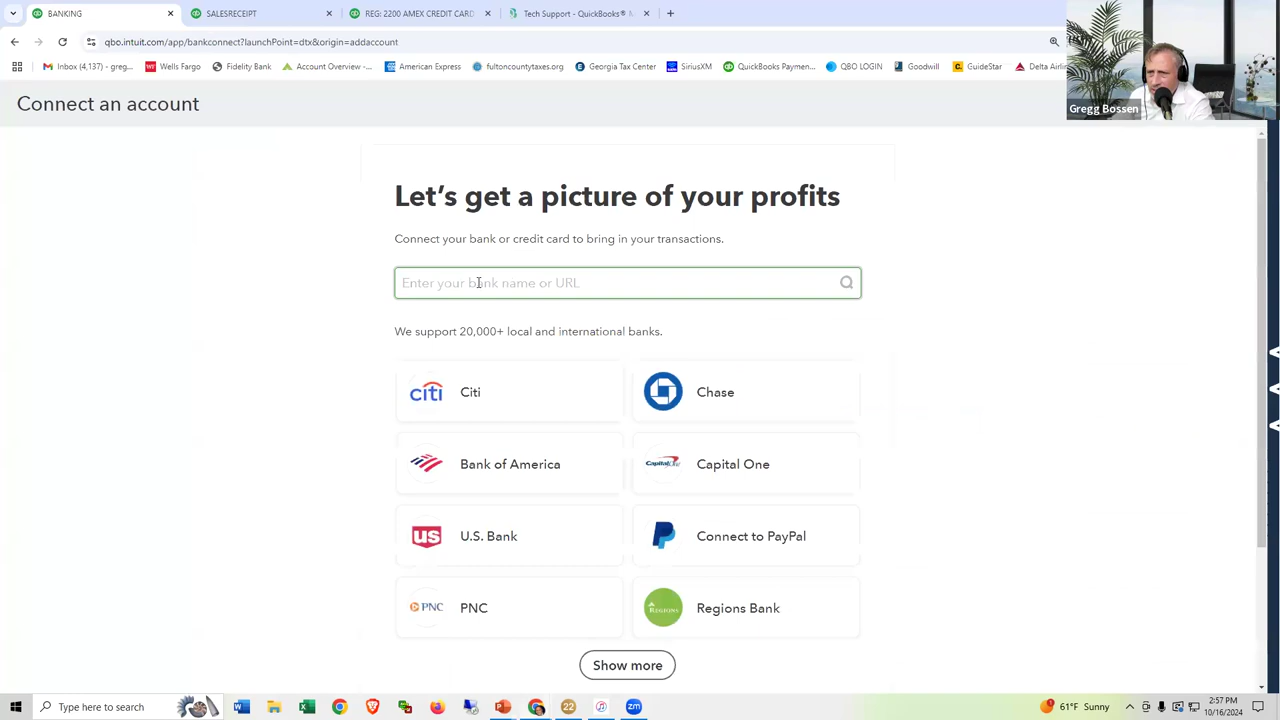 BANKING
SALESRECEIPT
REG: 2200 AMEX CREDIT CARD
Tech Support - QuickBooks®
qbo.intuit.com/app/bankconnect?launchPoint=dtx&origin=addaccount
Inbox (4,137) - greg...
Wells Fargo
Fidelity Bank
Account Overview -...
American Express
fultoncountytaxes.org
Georgia Tax Center
SiriusXM
QuickBooks Paymen...
QBO LOGIN
Goodwill
GuideStar
Delta Airli
Gregg Bossen
Connect an account
Let's get a picture of your profits
Connect your bank or credit card to bring in your transactions.
Enter your bank name or URL
We support 20,000+ local and international banks.
citi Citi
Chase
Bank of America
Capital One Capital One
US U.S. Bank
Connect to PayPal
PNC PNC
REGIONS Regions Bank
Show more
Type here to search
22
zm
61°F Sunny
2:57 PM
10/16/2024